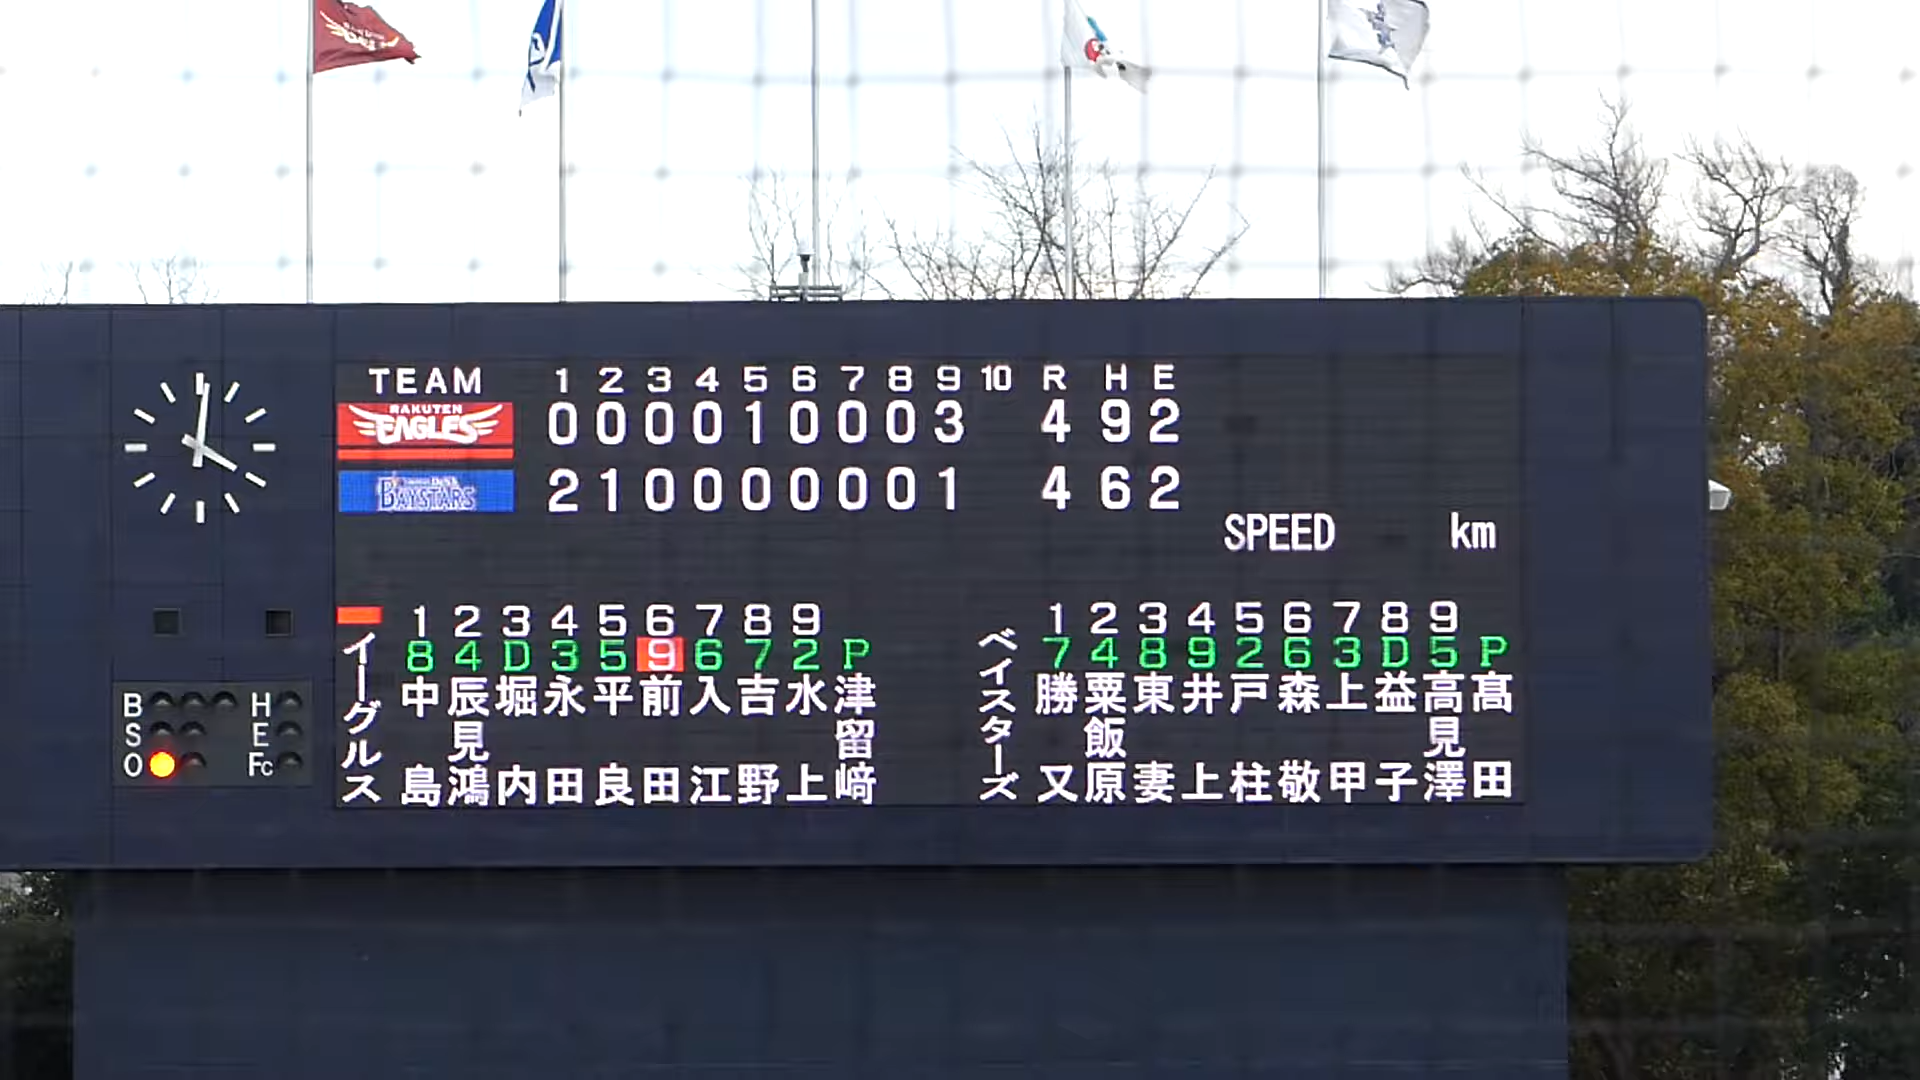 TEAM 1 2 3 4 5 6 7 8 9 10 R H E
RAKUTEN EAGLES 0 0 0 0 1 0 0 0 3 4 9 2
BAYSTARS 2 1 0 0 0 0 0 0 1 4 6 2
SPEED km
イーグルス
1 8 中島
2 4 辰見鴻
3 D 堀内
4 3 永田
5 5 平良
6 9 前田
7 6 入江
8 7 吉野
9 2 水上
P 津留﨑
ベイスターズ
1 7 勝又
2 4 粟飯原
3 8 東妻
4 9 井上
5 2 戸柱
6 6 森敬
7 3 上甲
8 D 益子
9 5 高見澤
P 髙田
B H
S E
O Fc